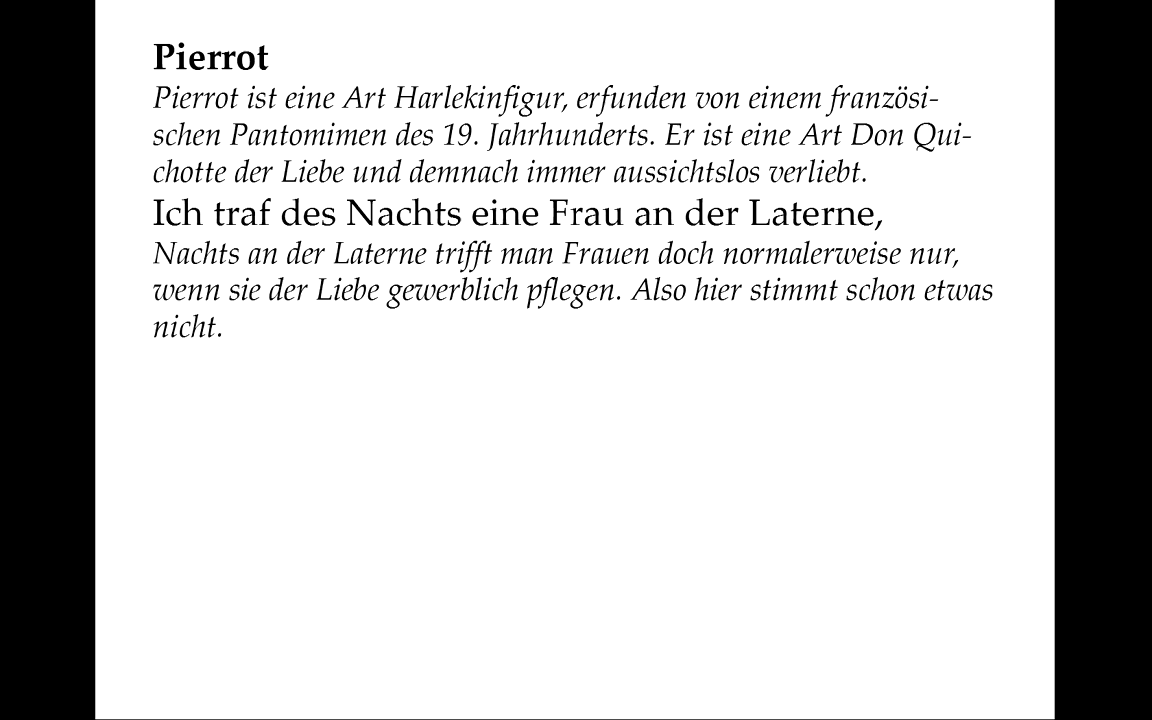 Pierrot
Pierrot ist eine Art Harlekinfigur, erfunden von einem französi-
schen Pantomimen des 19. Jahrhunderts. Er ist eine Art Don Qui-
chotte der Liebe und demnach immer aussichtslos verliebt.
Ich traf des Nachts eine Frau an der Laterne,
Nachts an der Laterne trifft man Frauen doch normalerweise nur,
wenn sie der Liebe gewerblich pflegen. Also hier stimmt schon etwas
nicht.